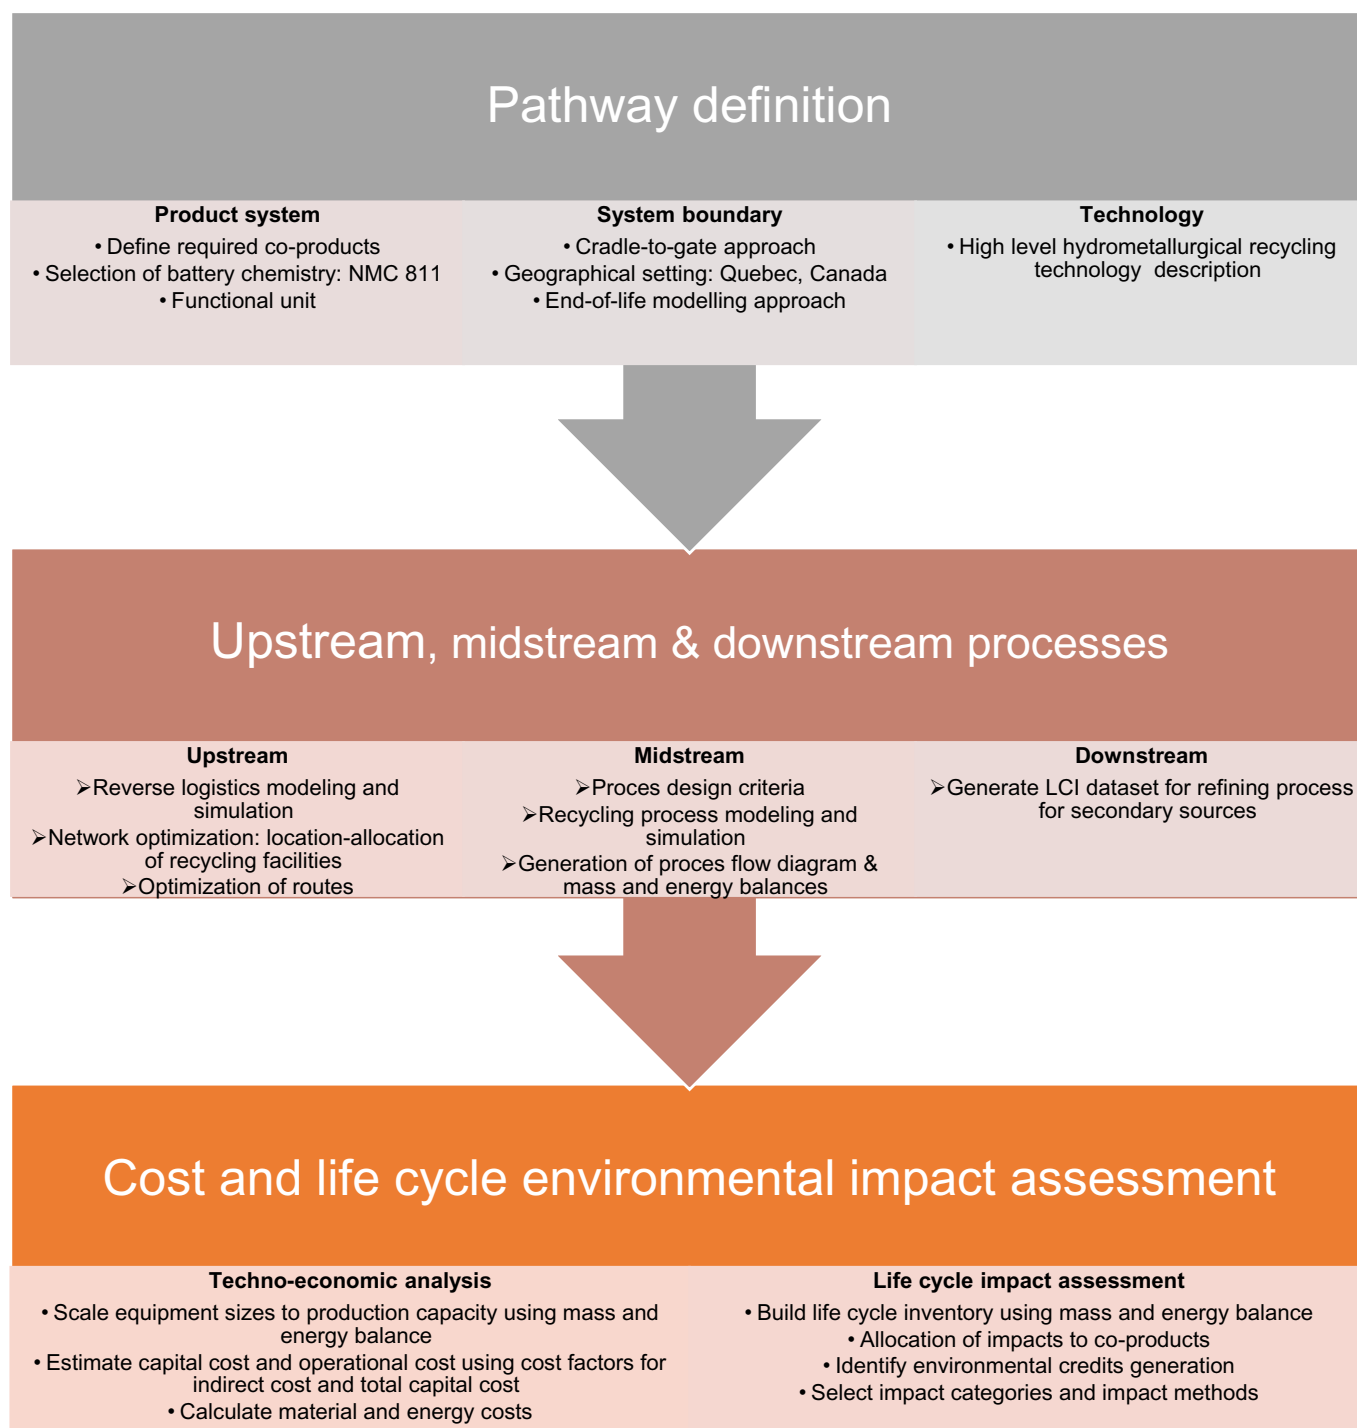 Pathway definition
Product system
• Define required co-products
• Selection of battery chemistry: NMC 811
• Functional unit
System boundary
• Cradle-to-gate approach
• Geographical setting: Quebec, Canada
• End-of-life modelling approach
Technology
• High level hydrometallurgical recycling
technology description
Upstream, midstream & downstream processes
Upstream
➢Reverse logistics modeling and
simulation
➢Network optimization: location-allocation
of recycling facilities
➢Optimization of routes
Midstream
➢Proces design criteria
➢Recycling process modeling and
simulation
➢Generation of proces flow diagram &
mass and energy balances
Downstream
➢Generate LCI dataset for refining process
for secondary sources
Cost and life cycle environmental impact assessment
Techno-economic analysis
• Scale equipment sizes to production capacity using mass and
energy balance
• Estimate capital cost and operational cost using cost factors for
indirect cost and total capital cost
• Calculate material and energy costs
Life cycle impact assessment
• Build life cycle inventory using mass and energy balance
• Allocation of impacts to co-products
• Identify environmental credits generation
• Select impact categories and impact methods